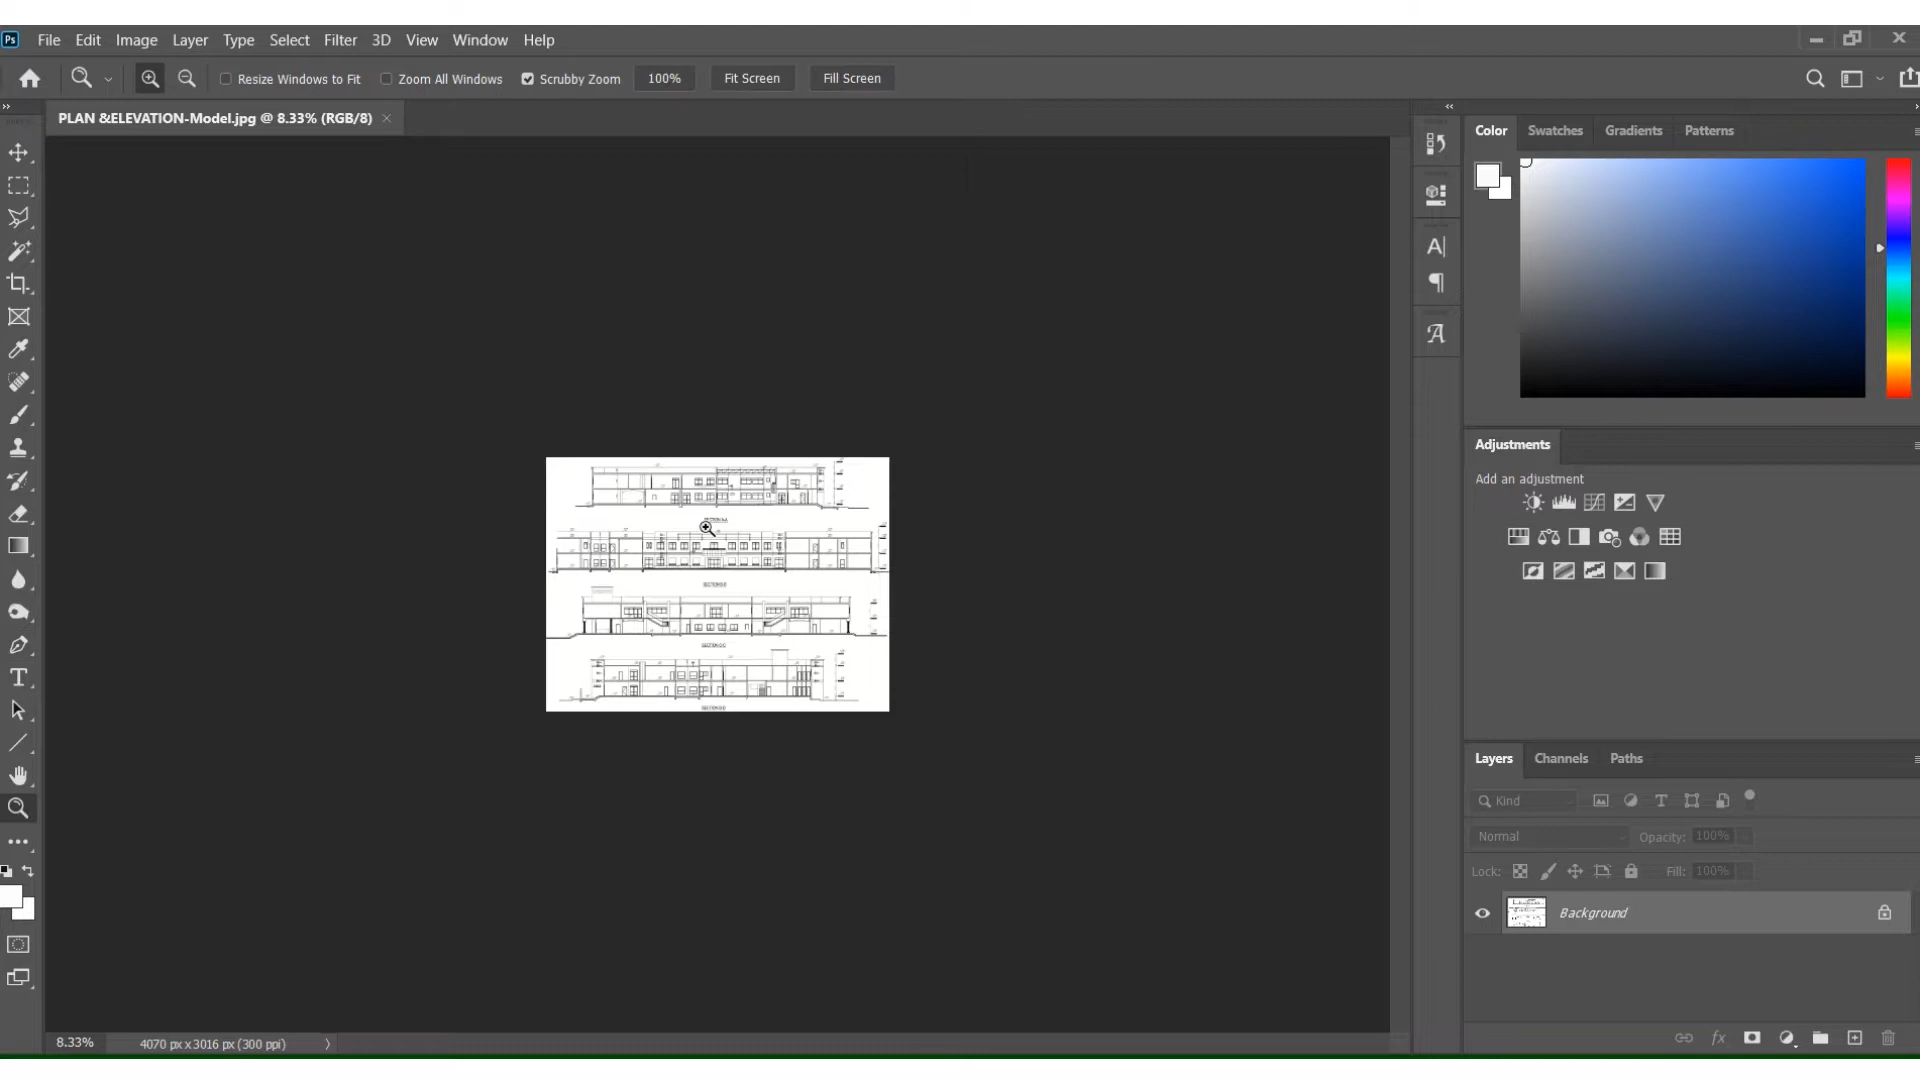 Ps File Edit Image Layer Type Select Filter 3D View Window Help
Resize Windows to Fit Zoom All Windows Scrubby Zoom 100% Fit Screen Fill Screen
PLAN &ELEVATION-Model.jpg @ 8.33% (RGB/8)
Color Swatches Gradients Patterns
Adjustments
Add an adjustment
Layers Channels Paths
Kind
Normal Opacity: 100%
Lock: Fill: 100%
Background
8.33% 4070 px x 3016 px (300 ppi)